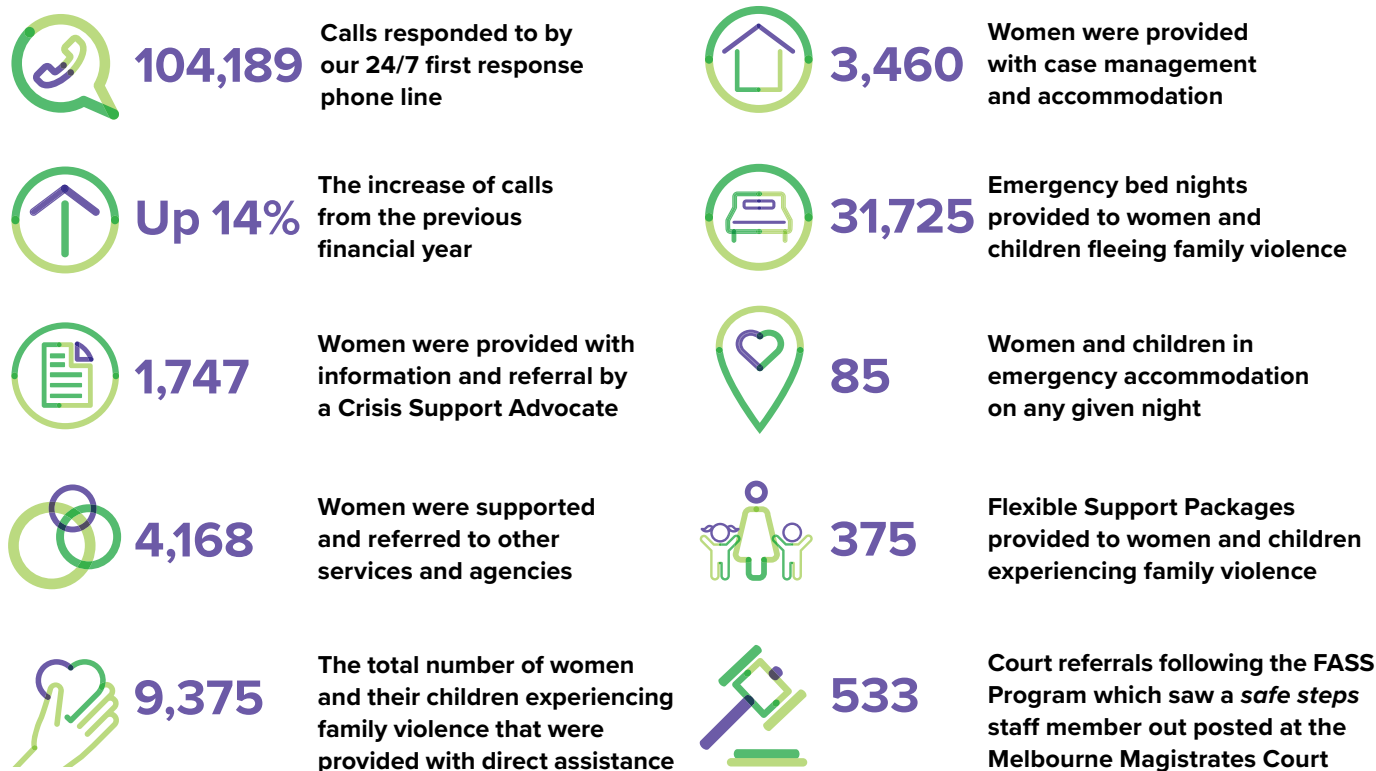 104,189
Calls responded to by
our 24/7 first response
phone line
Up 14%
The increase of calls
from the previous
financial year
1,747
Women were provided with
information and referral by
a Crisis Support Advocate
4,168
Women were supported
and referred to other
services and agencies
9,375
The total number of women
and their children experiencing
family violence that were
provided with direct assistance
3,460
Women were provided
with case management
and accommodation
31,725
Emergency bed nights
provided to women and
children fleeing family violence
85
Women and children in
emergency accommodation
on any given night
375
Flexible Support Packages
provided to women and children
experiencing family violence
533
Court referrals following the FASS
Program which saw a safe steps
staff member out posted at the
Melbourne Magistrates Court